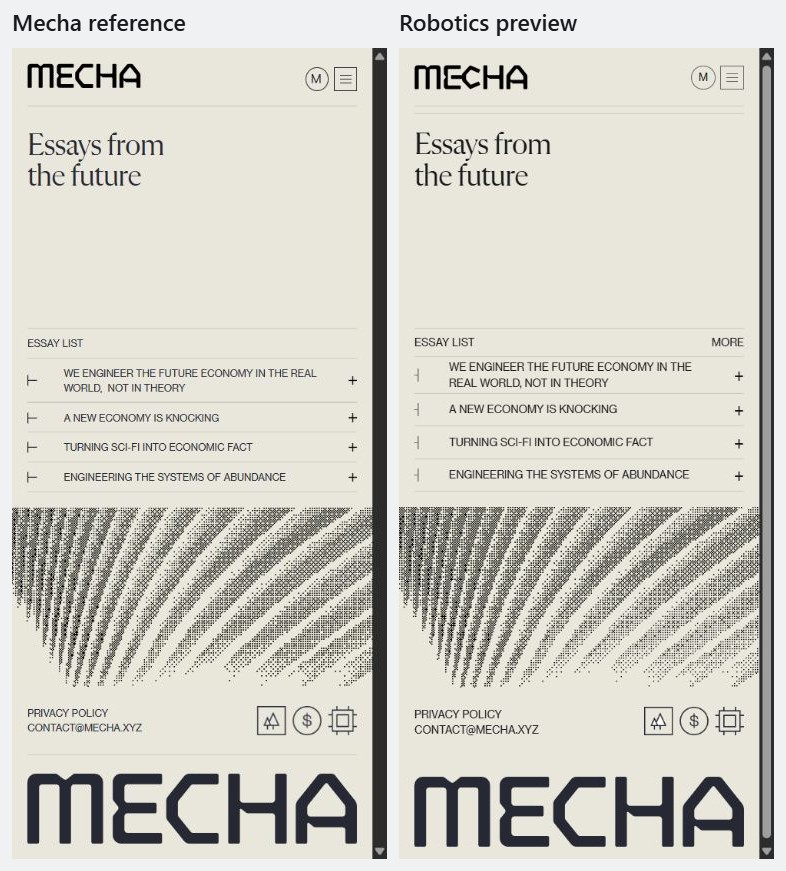 Mecha reference
MECHA
M
Essays from
the future
ESSAY LIST
WE ENGINEER THE FUTURE ECONOMY IN THE REAL
WORLD, NOT IN THEORY
+
A NEW ECONOMY IS KNOCKING +
TURNING SCI-FI INTO ECONOMIC FACT +
ENGINEERING THE SYSTEMS OF ABUNDANCE +
PRIVACY POLICY
CONTACT@MECHA.XYZ
$
MECHA
Robotics preview
MECHA
M
Essays from
the future
ESSAY LIST MORE
WE ENGINEER THE FUTURE ECONOMY IN THE
REAL WORLD, NOT IN THEORY
+
A NEW ECONOMY IS KNOCKING +
TURNING SCI-FI INTO ECONOMIC FACT +
ENGINEERING THE SYSTEMS OF ABUNDANCE +
PRIVACY POLICY
CONTACT@MECHA.XYZ
$
MECHA